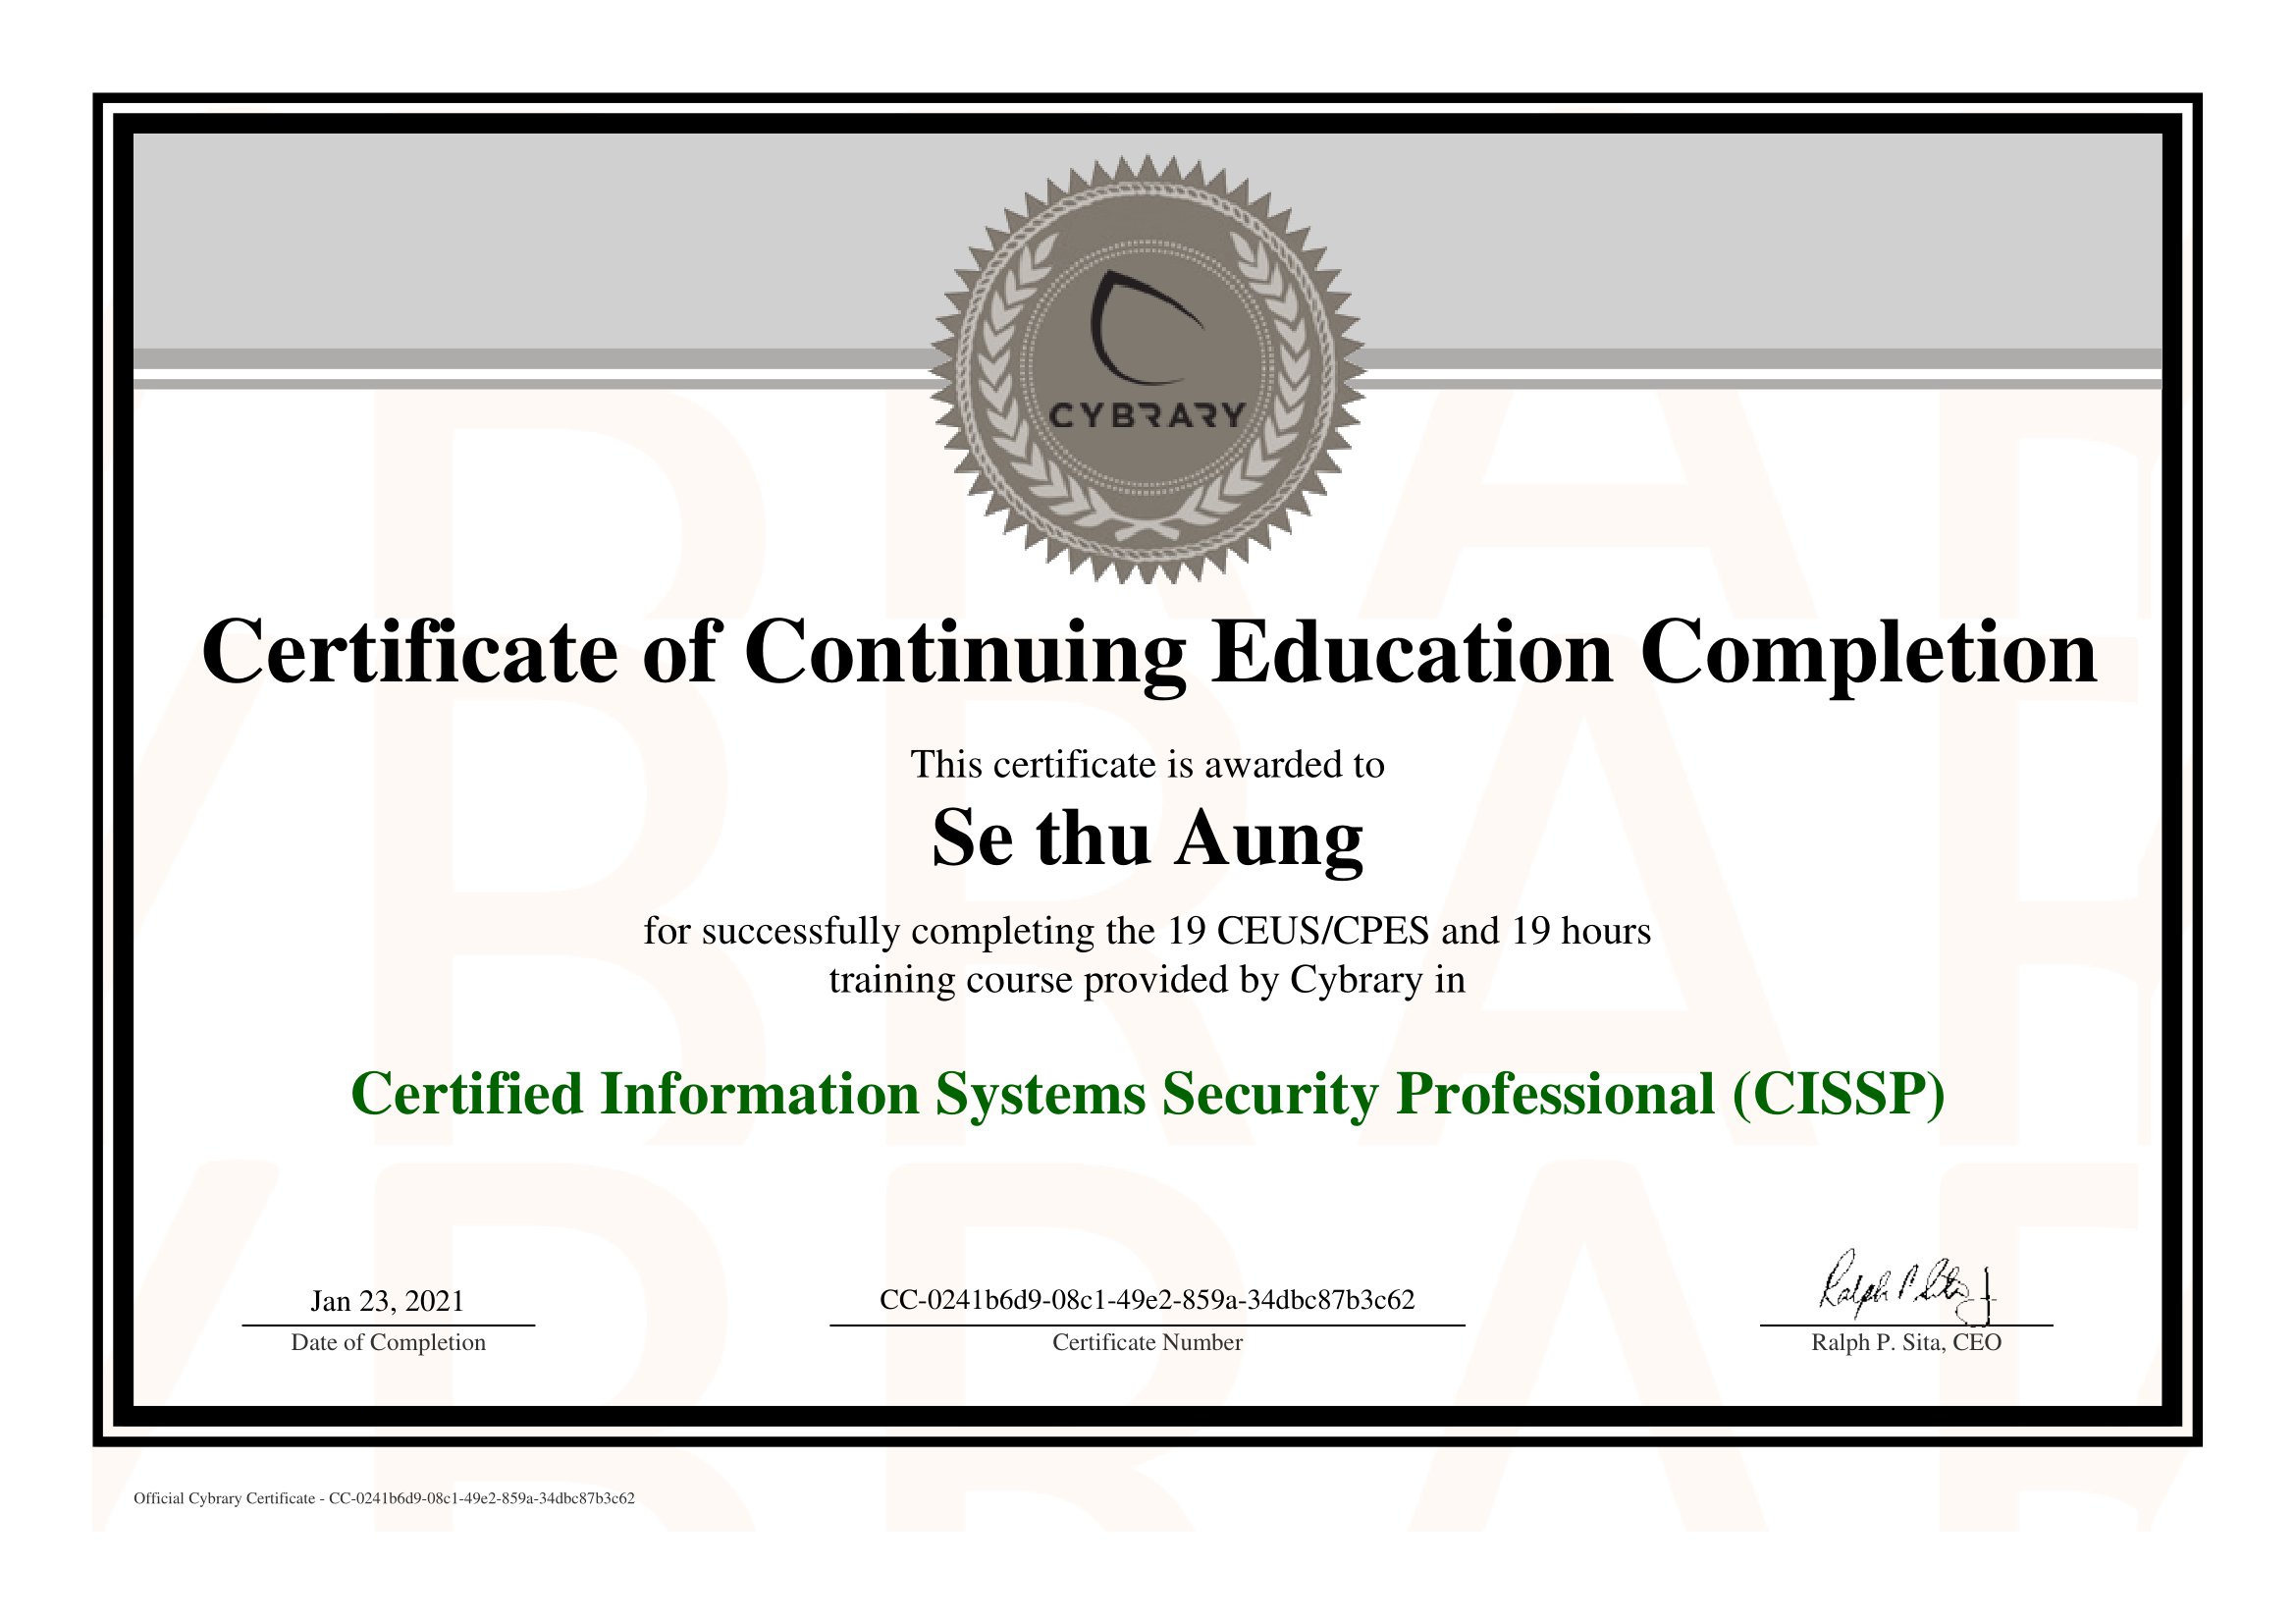 CYBRARY
Certificate of Continuing Education Completion
This certificate is awarded to
Se thu Aung
for successfully completing the 19 CEUS/CPES and 19 hours
training course provided by Cybrary in
Certified Information Systems Security Professional (CISSP)
Jan 23, 2021
Date of Completion
CC-0241b6d9-08c1-49e2-859a-34dbc87b3c62
Certificate Number
Ralph P. Sita, CEO
Official Cybrary Certificate - CC-0241b6d9-08c1-49e2-859a-34dbc87b3c62